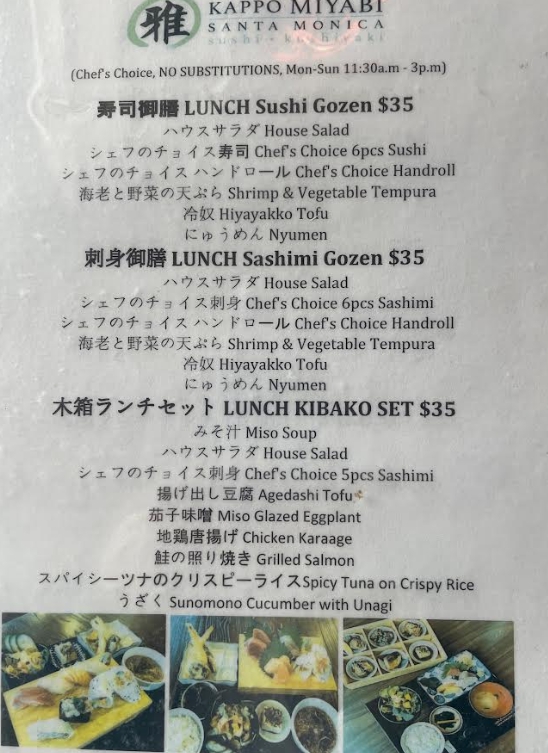 雅 KAPPO MIYABI
SANTA MONICA
sushi • kushiyaki
(Chef's Choice, NO SUBSTITUTIONS, Mon-Sun 11:30a.m - 3p.m)
寿司御膳 LUNCH Sushi Gozen $35
ハウスサラダ House Salad
シェフのチョイス寿司 Chef's Choice 6pcs Sushi
シェフのチョイス ハンドロール Chef's Choice Handroll
海老と野菜の天ぷら Shrimp & Vegetable Tempura
冷奴 Hiyayakko Tofu
にゅうめん Nyumen
刺身御膳 LUNCH Sashimi Gozen $35
ハウスサラダ House Salad
シェフのチョイス刺身 Chef's Choice 6pcs Sashimi
シェフのチョイス ハンドロール Chef's Choice Handroll
海老と野菜の天ぷら Shrimp & Vegetable Tempura
冷奴 Hiyayakko Tofu
にゅうめん Nyumen
木箱ランチセット LUNCH KIBAKO SET $35
みそ汁 Miso Soup
ハウスサラダ House Salad
シェフのチョイス刺身 Chef's Choice 5pcs Sashimi
揚げ出し豆腐 Agedashi Tofu
茄子味噌 Miso Glazed Eggplant
地鶏唐揚げ Chicken Karaage
鮭の照り焼き Grilled Salmon
スパイシーツナのクリスピーライスSpicy Tuna on Crispy Rice
うざく Sunomono Cucumber with Unagi